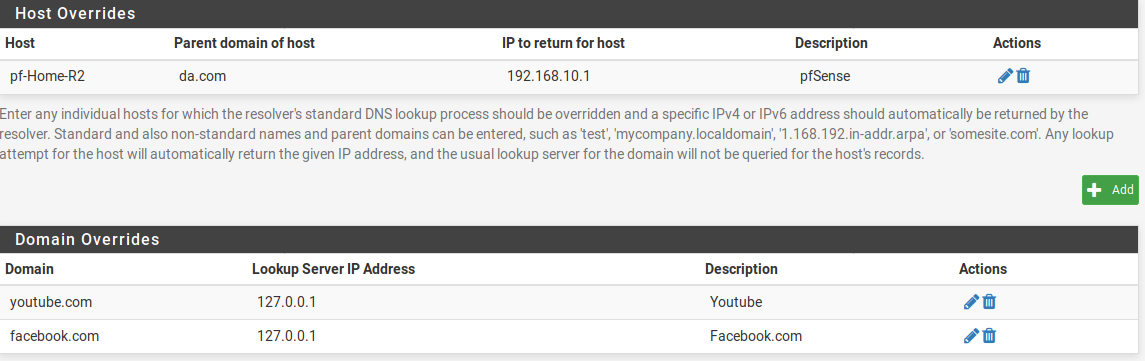 Host Overrides
Host Parent domain of host IP to return for host Description Actions
pf-Home-R2 da.com 192.168.10.1 pfSense
Enter any individual hosts for which the resolver's standard DNS lookup process should be overridden and a specific IPv4 or IPv6 address should automatically be returned by the
resolver. Standard and also non-standard names and parent domains can be entered, such as 'test', 'mycompany.localdomain', '1.168.192.in-addr.arpa', or 'somesite.com'. Any lookup
attempt for the host will automatically return the given IP address, and the usual lookup server for the domain will not be queried for the host's records.
Add
Domain Overrides
Domain Lookup Server IP Address Description Actions
youtube.com 127.0.0.1 Youtube
facebook.com 127.0.0.1 Facebook.com